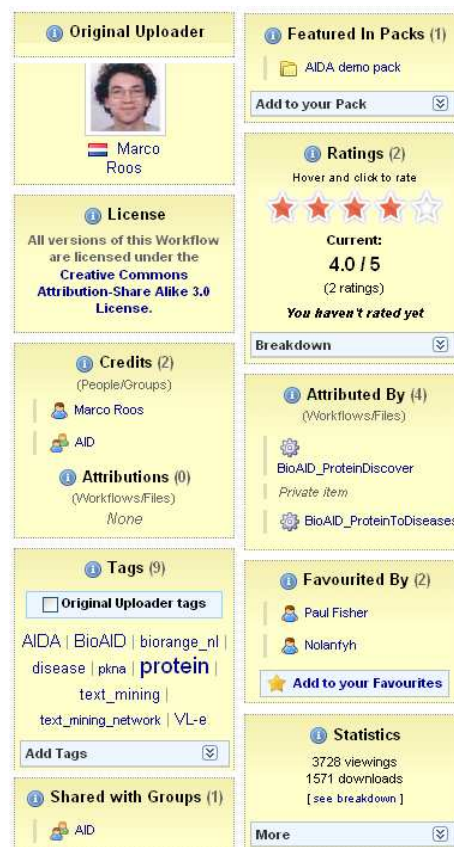 Original Uploader
Marco
Roos
License
All versions of this Workflow
are licensed under the
Creative Commons
Attribution-Share Alike 3.0
License.
Credits (2)
(People/Groups)
Marco Roos
AID
Attributions (0)
(Workflows/Files)
None
Tags (9)
Original Uploader tags
AIDA | BioAID | biorange_nl |
disease | pkna | protein |
text_mining |
text_mining_network | VL-e
Add Tags
Shared with Groups (1)
AID
Featured In Packs (1)
AIDA demo pack
Add to your Pack
Ratings (2)
Hover and click to rate
Current:
4.0 / 5
(2 ratings)
You haven't rated yet
Breakdown
Attributed By (4)
(Workflows/Files)
BioAID_ProteinDiscover
Private item
BioAID_ProteinToDiseases
Favourited By (2)
Paul Fisher
Nolanfyh
Add to your Favourites
Statistics
3728 viewings
1571 downloads
[ see breakdown ]
More